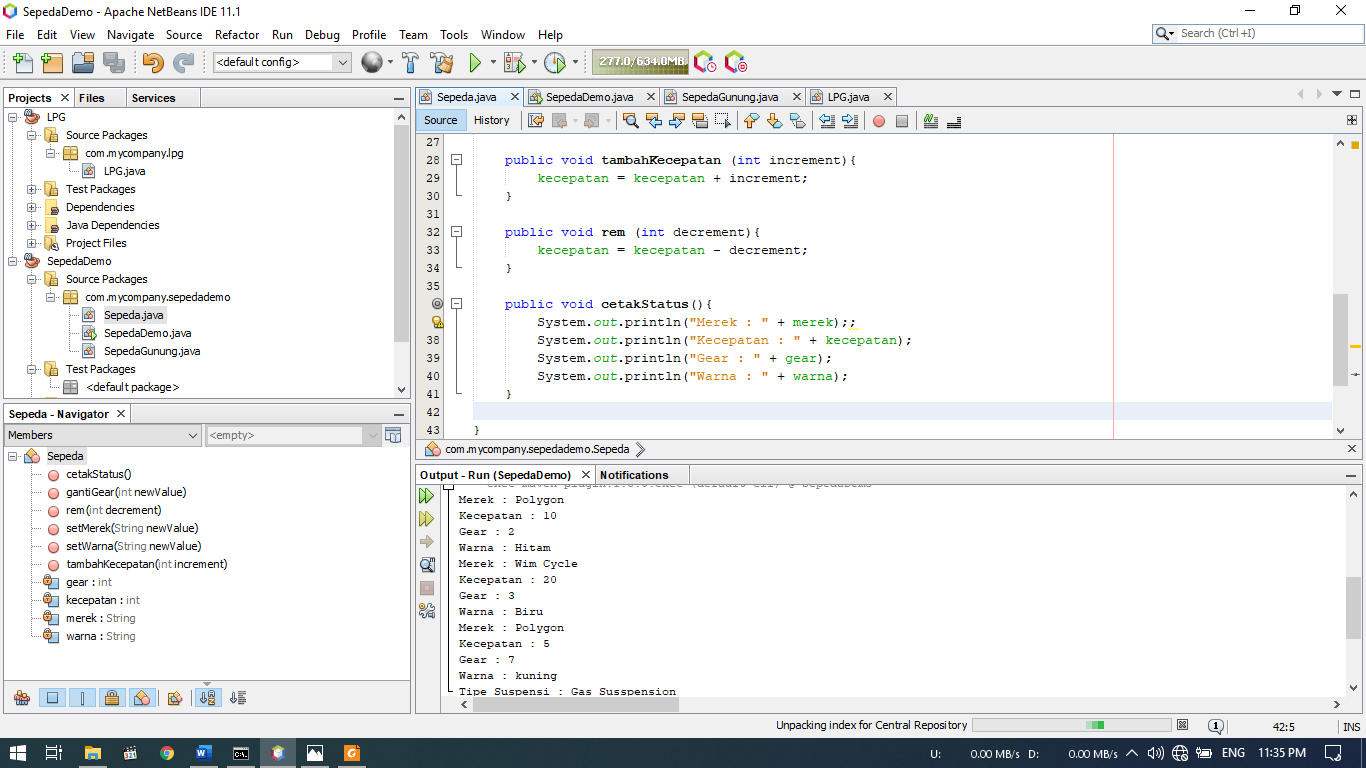 SepedaDemo - Apache NetBeans IDE 11.1
File Edit View Navigate Source Refactor Run Debug Profile Team Tools Window Help
Search (Ctrl+I)
<default config>
277.0/634.0MB
Projects Files Services
LPG
Source Packages
com.mycompany.lpg
LPG.java
Test Packages
Dependencies
Java Dependencies
Project Files
SepedaDemo
Source Packages
com.mycompany.sepedademo
Sepeda.java
SepedaDemo.java
SepedaGunung.java
Test Packages
<default package>
Sepeda - Navigator
Members
<empty>
Sepeda
cetakStatus()
gantiGear(int newValue)
rem(int decrement)
setMerek(String newValue)
setWarna(String newValue)
tambahKecepatan(int increment)
gear : int
kecepatan : int
merek : String
warna : String
Sepeda.java SepedaDemo.java SepedaGunung.java LPG.java
Source History
27
28 public void tambahKecepatan (int increment){
29 kecepatan = kecepatan + increment;
30 }
31
32 public void rem (int decrement){
33 kecepatan = kecepatan - decrement;
34 }
35
public void cetakStatus(){
System.out.println("Merek : " + merek);;
38 System.out.println("Kecepatan : " + kecepatan);
39 System.out.println("Gear : " + gear);
40 System.out.println("Warna : " + warna);
41 }
42
43 }
com.mycompany.sepedademo.Sepeda
Output - Run (SepedaDemo) Notifications
Merek : Polygon
Kecepatan : 10
Gear : 2
Warna : Hitam
Merek : Wim Cycle
Kecepatan : 20
Gear : 3
Warna : Biru
Merek : Polygon
Kecepatan : 5
Gear : 7
Warna : kuning
Tipe Suspensi : Gas Susspension
Unpacking index for Central Repository
1
42:5
INS
U: 0.00 MB/s D: 0.00 MB/s
ENG 11:35 PM